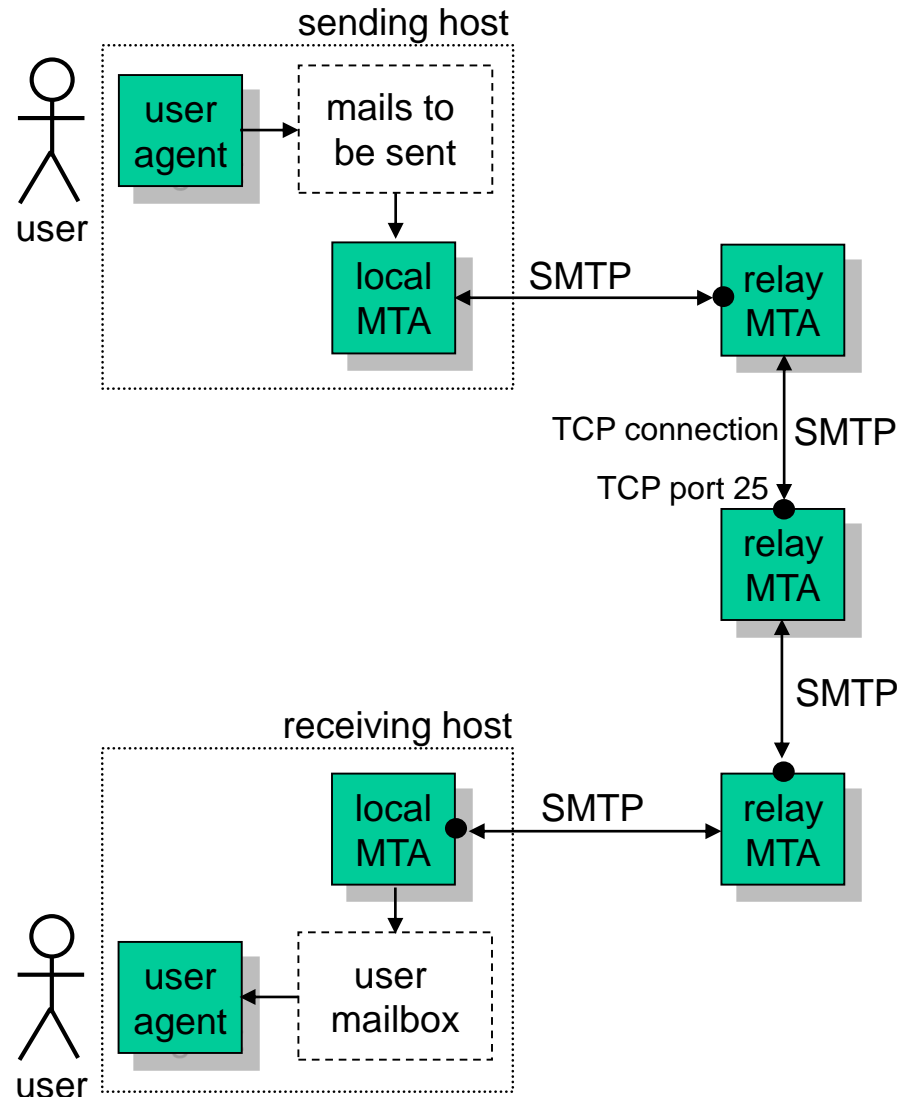 sending host
user
agent
mails to
be sent
user
local
MTA
SMTP
relay
MTA
TCP connection
SMTP
TCP port 25
relay
MTA
SMTP
receiving host
local
MTA
SMTP
relay
MTA
user
agent
user
mailbox
user